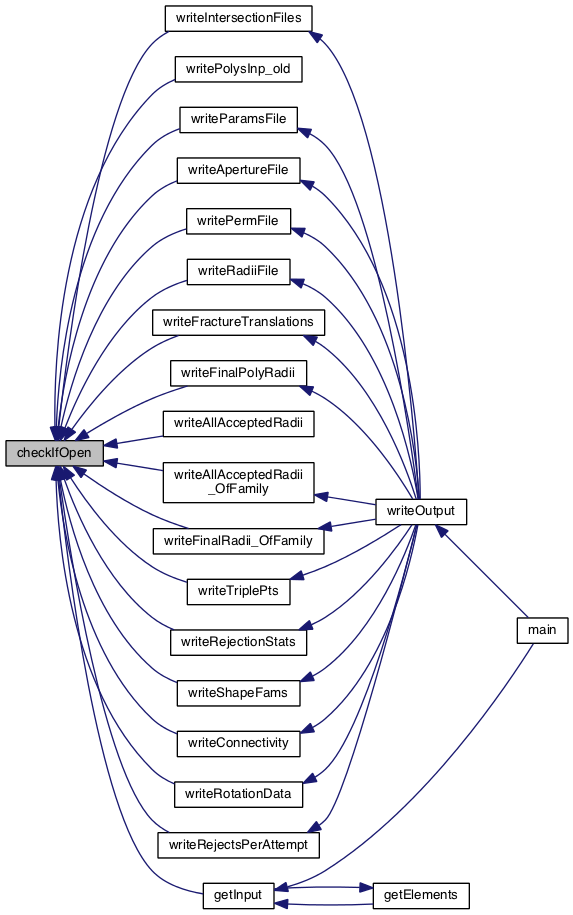 writeIntersectionFiles
writePolysInp_old
writeParamsFile
writeApertureFile
writePermFile
writeRadiiFile
writeFractureTranslations
writeFinalPolyRadii
writeAllAcceptedRadii
checkIfOpen
writeAllAcceptedRadii
_OfFamily
writeOutput
writeFinalRadii_OfFamily
writeTriplePts
main
writeRejectionStats
writeShapeFams
writeConnectivity
writeRotationData
writeRejectsPerAttempt
getInput
getElements